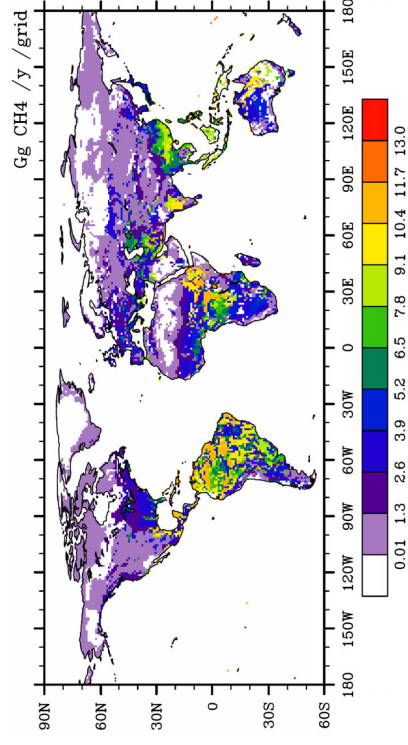 Gg CH4 /y /grid
90N
60N
30N
0
30S
60S
180 150W 120W 90W 60W 30W 0 30E 60E 90E 120E 150E 180
0.01 1.3 2.6 3.9 5.2 6.5 7.8 9.1 10.4 11.7 13.0